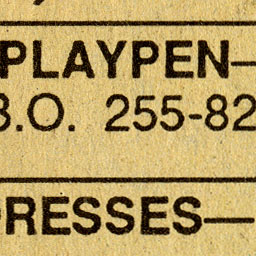 PLAYPEN—
B.O. 255-82
RESSES—